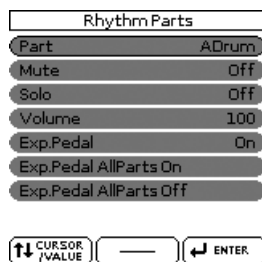 Rhythm Parts
Part ADrum
Mute Off
Solo Off
Volume 100
Exp.Pedal On
Exp.Pedal AllParts On
Exp.Pedal AllParts Off
CURSOR
/VALUE
ENTER